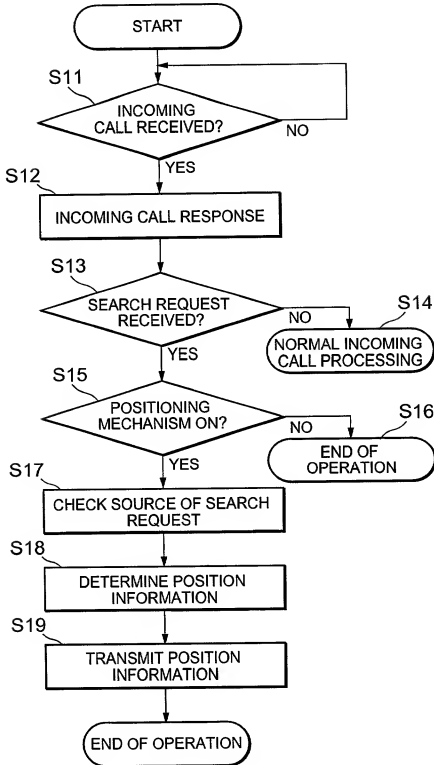 START
S11
INCOMING
CALL RECEIVED?
NO
YES
S12
INCOMING CALL RESPONSE
S13
SEARCH REQUEST
RECEIVED?
NO
S14
NORMAL INCOMING
CALL PROCESSING
YES
S15
POSITIONING
MECHANISM ON?
NO
S16
END OF
OPERATION
YES
S17
CHECK SOURCE OF SEARCH
REQUEST
S18
DETERMINE POSITION
INFORMATION
S19
TRANSMIT POSITION
INFORMATION
END OF OPERATION